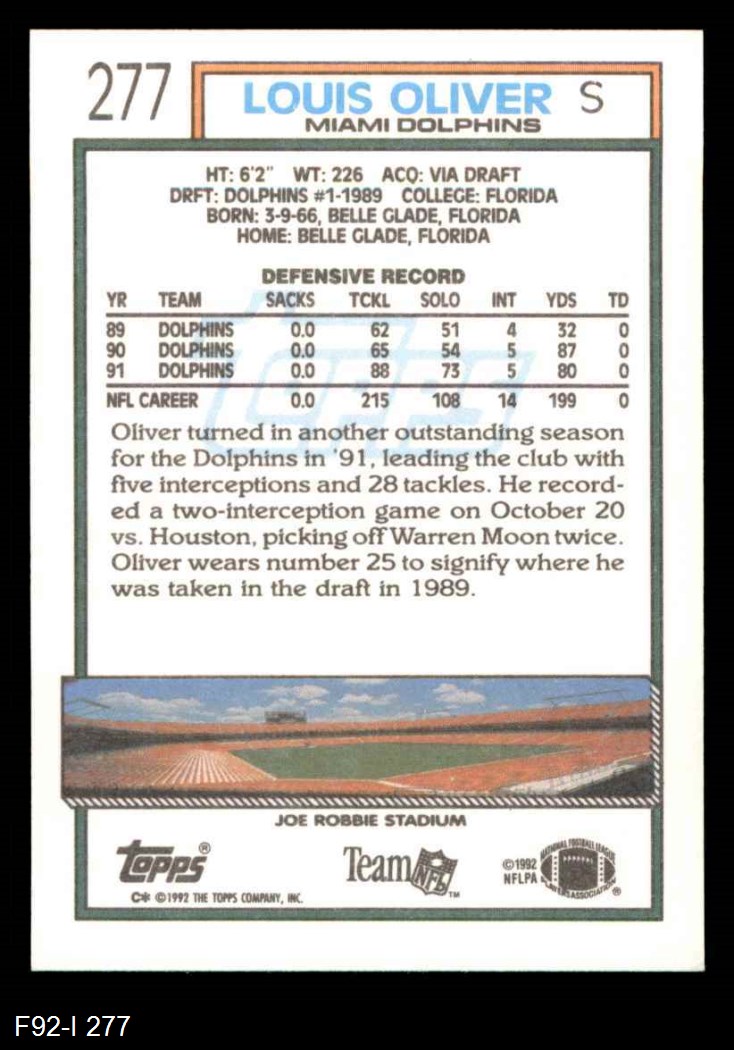 277
LOUIS OLIVER S
MIAMI DOLPHINS
HT: 6'2" WT: 226 ACQ: VIA DRAFT
DRFT: DOLPHINS #1-1989 COLLEGE: FLORIDA
BORN: 3-9-66, BELLE GLADE, FLORIDA
HOME: BELLE GLADE, FLORIDA
DEFENSIVE RECORD
YR TEAM SACKS TCKL SOLO INT YDS TD
89 DOLPHINS 0.0 62 51 4 32 0
90 DOLPHINS 0.0 65 54 5 87 0
91 DOLPHINS 0.0 88 73 5 80 0
NFL CAREER 0.0 215 108 14 199 0
Topps
Oliver turned in another outstanding season
for the Dolphins in '91, leading the club with
five interceptions and 28 tackles. He record-
ed a two-interception game on October 20
vs. Houston, picking off Warren Moon twice.
Oliver wears number 25 to signify where he
was taken in the draft in 1989.
JOE ROBBIE STADIUM
Topps®
C* ©1992 THE TOPPS COMPANY, INC.
Team NFL™
©1992
NFLPA
NATIONAL FOOTBALL LEAGUE
PLAYERS ASSOCIATION ®
F92-I 277